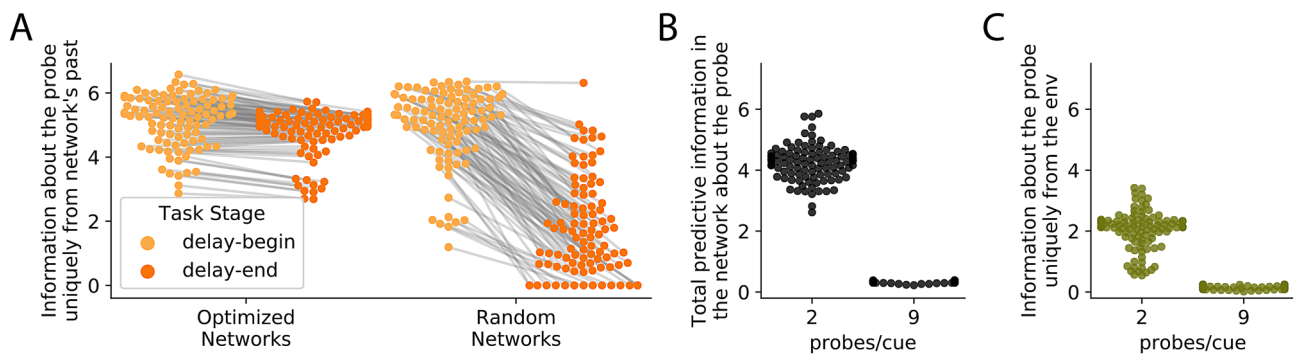 A
Information about the probe
uniquely from network's past
6
4
2
0
Task Stage
delay-begin
delay-end
Optimized
Networks
Random
Networks
B
Total predictive information in
the network about the probe
6
4
2
0
2
9
probes/cue
C
Information about the probe
uniquely from the env
6
4
2
0
2
9
probes/cue